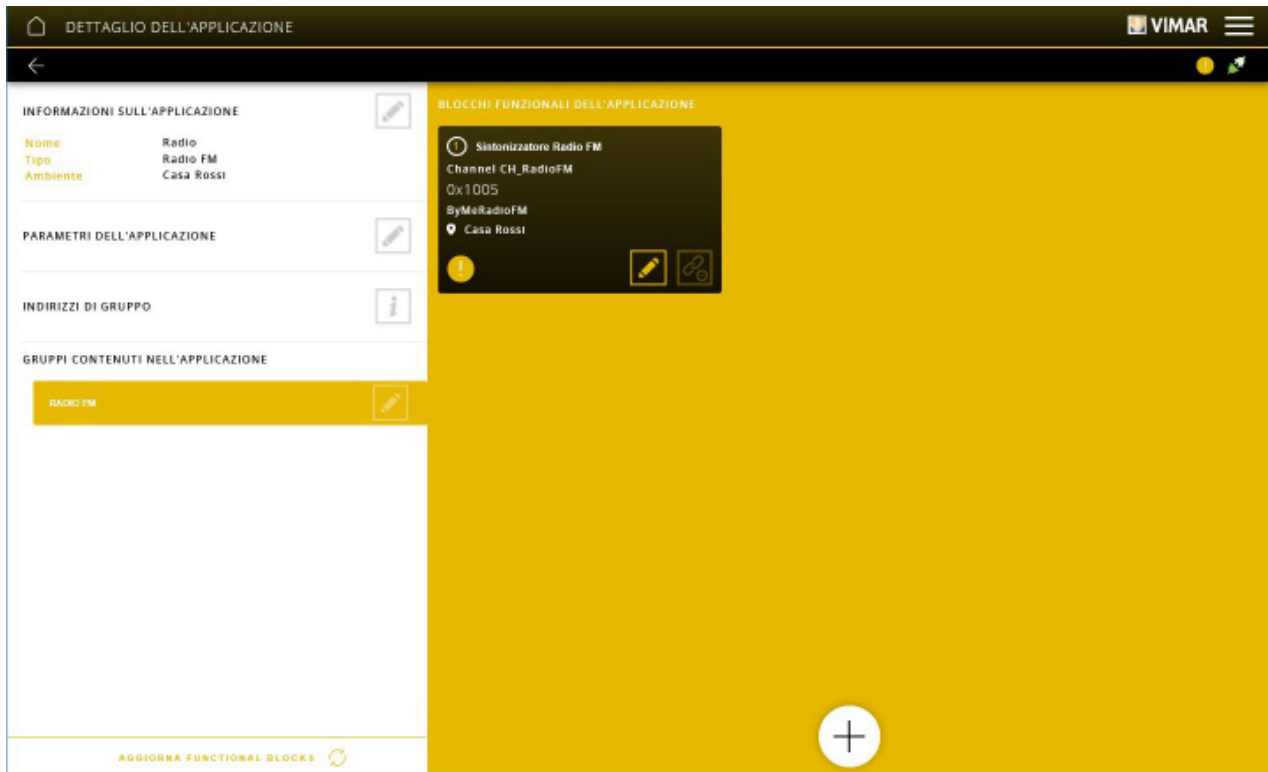 DETTAGLIO DELL'APPLICAZIONE
VIMAR
INFORMAZIONI SULL'APPLICAZIONE
Nome Radio
Tipo Radio FM
Ambiente Casa Rossi
PARAMETRI DELL'APPLICAZIONE
INDIRIZZI DI GRUPPO
GRUPPI CONTENUTI NELL'APPLICAZIONE
RADIO FM
AGGIORNA FUNCTIONAL BLOCKS
BLOCCHI FUNZIONALI DELL'APPLICAZIONE
1 Sintonizzatore Radio FM
Channel CH_RadioFM
0x1005
ByMeRadioFM
Casa Rossi